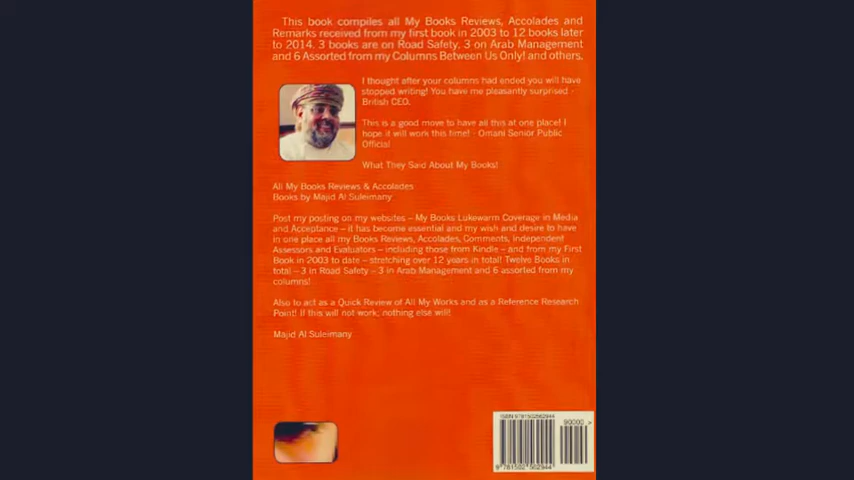 This book compiles all My Books Reviews, Accolades and
Remarks received from my first book in 2003 to 12 books later
to 2014. 3 books are on Road Safety, 3 on Arab Management
and 6 Assorted from my Columns Between Us Only! and others.
I thought after your columns had ended you will have
stopped writing! You have me pleasantly surprised -
British CEO.
This is a good move to have all this at one place! I
hope it will work this time! - Omani Senior Public
Official
What They Said About My Books!
All My Books Reviews & Accolades
Books by Majid Al Suleimany
Post my posting on my websites – My Books Lukewarm Coverage in Media
and Acceptance – it has become essential and my wish and desire to have
in one place all my Books Reviews, Accolades, Comments, Independent
Assessors and Evaluators – including those from Kindle – and from my First
Book in 2003 to date – stretching over 12 years in total! Twelve Books in
total – 3 in Road Safety – 3 in Arab Management and 6 assorted from my
columns!
Also to act as a Quick Review of All My Works and as a Reference Research
Point! If this will not work; nothing else will!
Majid Al Suleimany
ISBN 9781502562944
90000 >
9 781502 562944